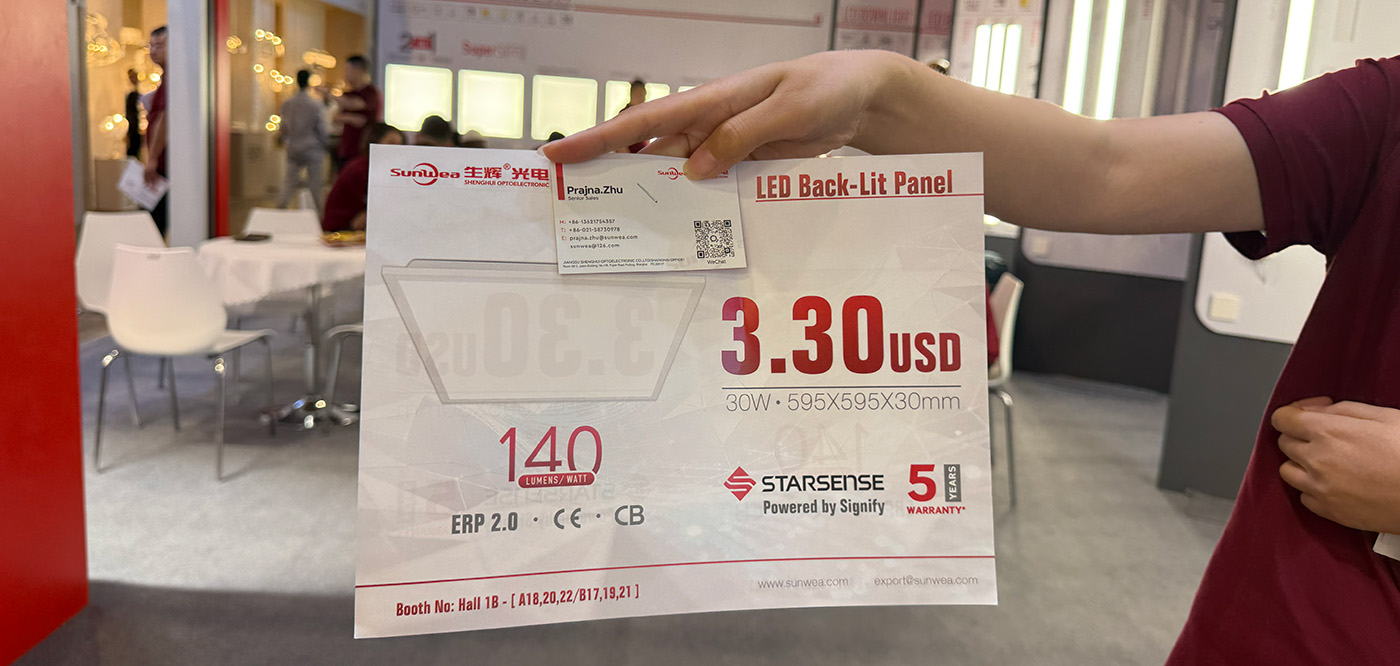 Sunwea 生辉®光电
SHENGHUI OPTOELECTRONIC
Prajna.Zhu
Senior Sales
M: +86-13621754357
T: +86-021-58730978
E: prajna.zhu@sunwea.com
sunwea@126.com
WeChat
LED Back-Lit Panel
3.30USD
30W • 595X595X30mm
140
LUMENS/WATT
ERP 2.0 · CE · CB
STARSENSE
Powered by Signify
5 YEARS
WARRANTY*
Booth No: Hall 1B - [ A18,20,22/B17,19,21 ]
www.sunwea.com export@sunwea.com